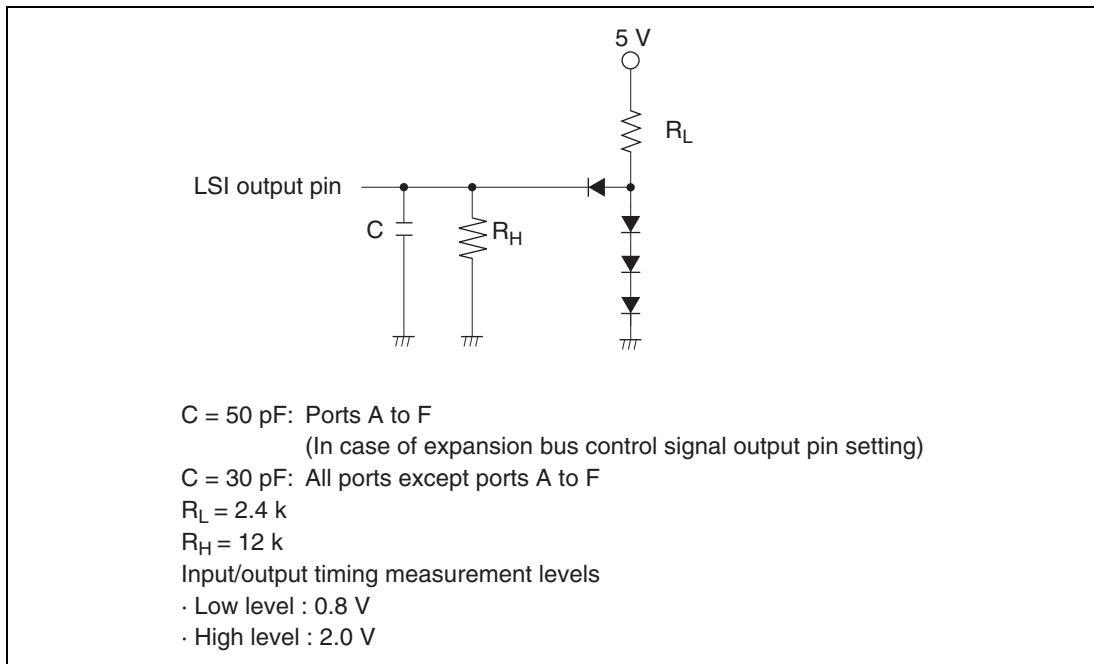 5 V
R_L
LSI output pin
C
R_H
C = 50 pF: Ports A to F
(In case of expansion bus control signal output pin setting)
C = 30 pF: All ports except ports A to F
R_L = 2.4 k
R_H = 12 k
Input/output timing measurement levels
· Low level : 0.8 V
· High level : 2.0 V